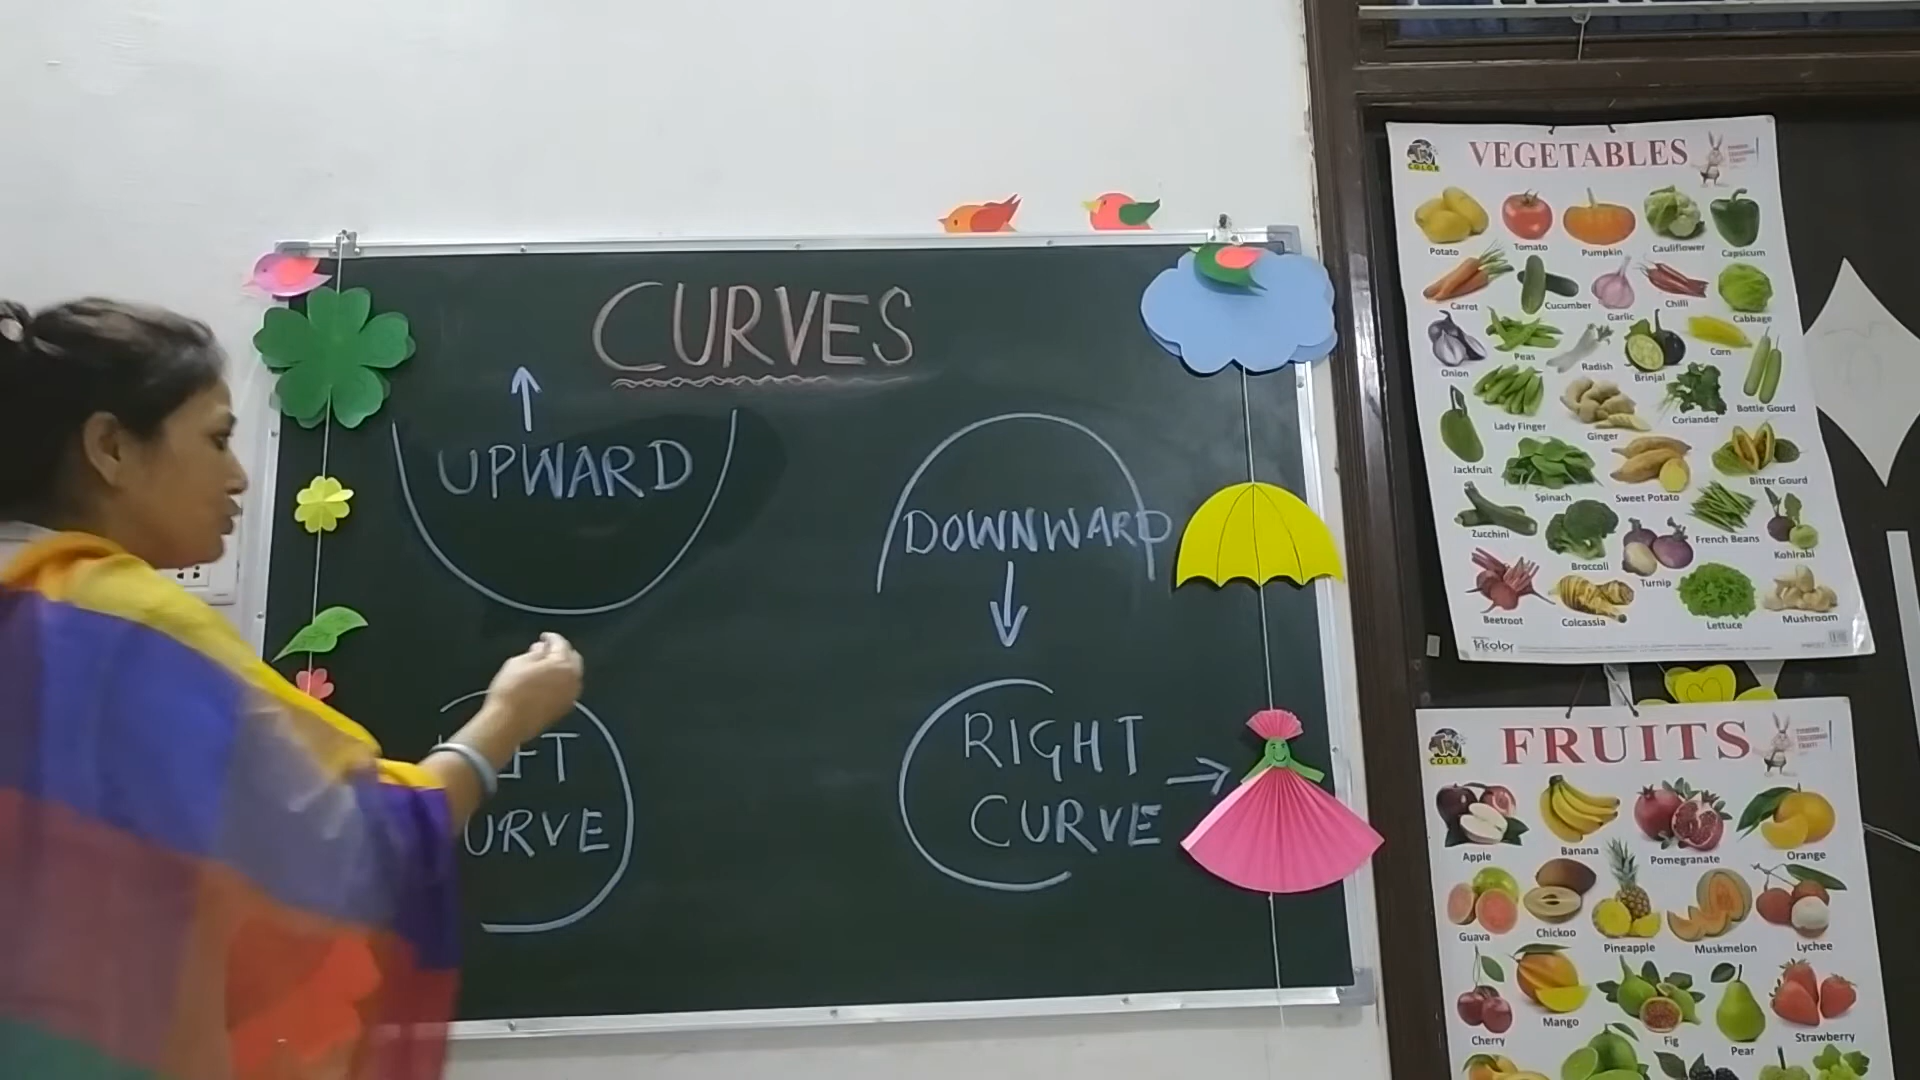 CURVES
UPWARD
DOWNWARD
RIGHT
CURVE
VEGETABLES
COLOR
Potato
Tomato
Pumpkin
Cauliflower
Capsicum
Carrot
Cucumber
Garlic
Chilli
Cabbage
Onion
Peas
Radish
Brinjal
Corn
Bottle Gourd
Jackfruit
Lady Finger
Ginger
Coriander
Bitter Gourd
Spinach
Sweet Potato
Zucchini
Broccoli
Turnip
French Beans
Kohlrabi
Beetroot
Colcassia
Lettuce
Mushroom
tricolor
FRUITS
COLOR
Apple
Banana
Pomegranate
Orange
Guava
Chickoo
Pineapple
Muskmelon
Lychee
Cherry
Mango
Fig
Pear
Strawberry